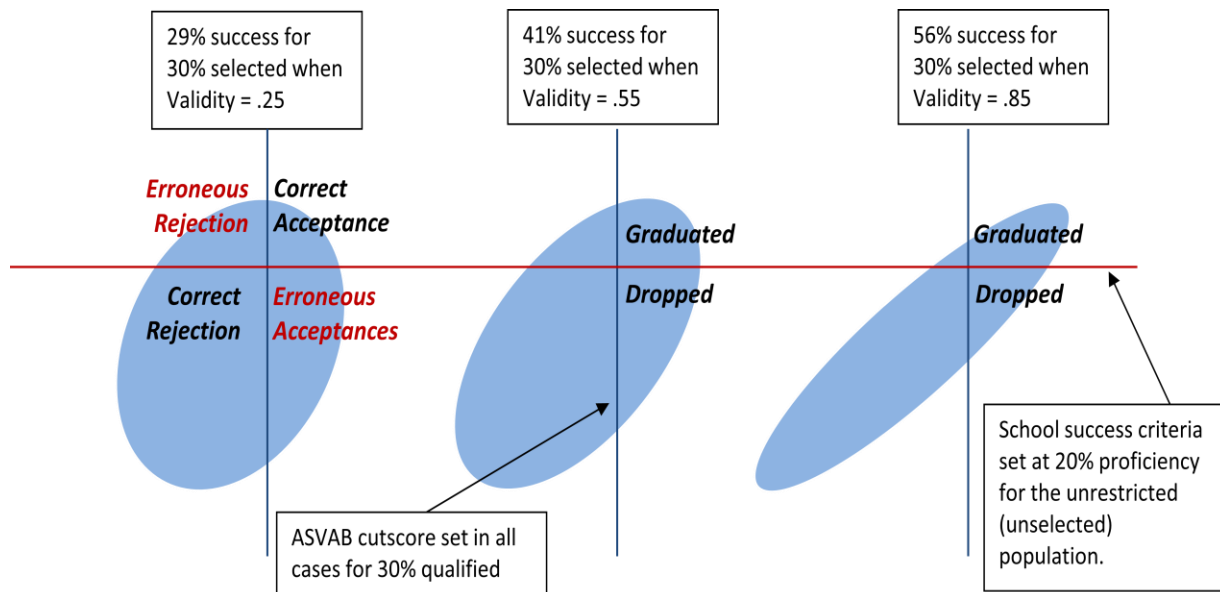 29% success for
30% selected when
Validity = .25
41% success for
30% selected when
Validity = .55
56% success for
30% selected when
Validity = .85
Erroneous
Rejection
Correct
Acceptance
Correct
Rejection
Erroneous
Acceptances
Graduated
Dropped
Graduated
Dropped
ASVAB cutscore set in all
cases for 30% qualified
School success criteria
set at 20% proficiency
for the unrestricted
(unselected)
population.